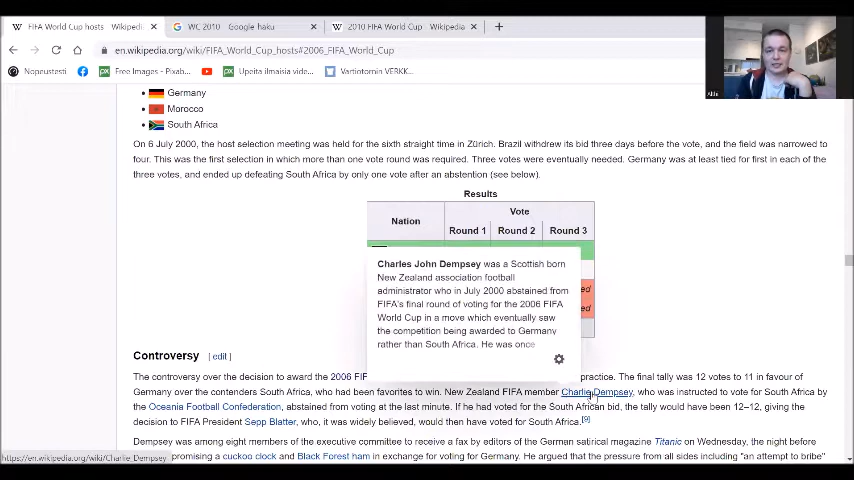 FIFA World Cup hosts - Wikipedi
WC 2010 - Google-haku
2010 FIFA World Cup - Wikipedia
en.wikipedia.org/wiki/FIFA_World_Cup_hosts#2006_FIFA_World_Cup
Nopeustesti
Free Images - Pixab...
Upeita ilmaisia video...
Vartiotornin VERKK...
Germany
Morocco
South Africa
On 6 July 2000, the host selection meeting was held for the sixth straight time in Zürich. Brazil withdrew its bid three days before the vote, and the field was narrowed to
four. This was the first selection in which more than one vote round was required. Three votes were eventually needed. Germany was at least tied for first in each of the
three votes, and ended up defeating South Africa by only one vote after an abstention (see below).
Results
Nation
Vote
Round 1 Round 2 Round 3
Charles John Dempsey was a Scottish born
New Zealand association football
administrator who in July 2000 abstained from
FIFA's final round of voting for the 2006 FIFA
World Cup in a move which eventually saw
the competition being awarded to Germany
rather than South Africa. He was once
Controversy [ edit ]
The controversy over the decision to award the 2006 FIF practice. The final tally was 12 votes to 11 in favour of
Germany over the contenders South Africa, who had been favorites to win. New Zealand FIFA member Charlie Dempsey, who was instructed to vote for South Africa by
the Oceania Football Confederation, abstained from voting at the last minute. If he had voted for the South African bid, the tally would have been 12–12, giving the
decision to FIFA President Sepp Blatter, who, it was widely believed, would then have voted for South Africa.[9]
Dempsey was among eight members of the executive committee to receive a fax by editors of the German satirical magazine Titanic on Wednesday, the night before
promising a cuckoo clock and Black Forest ham in exchange for voting for Germany. He argued that the pressure from all sides including "an attempt to bribe"
https://en.wikipedia.org/wiki/Charlie_Dempsey